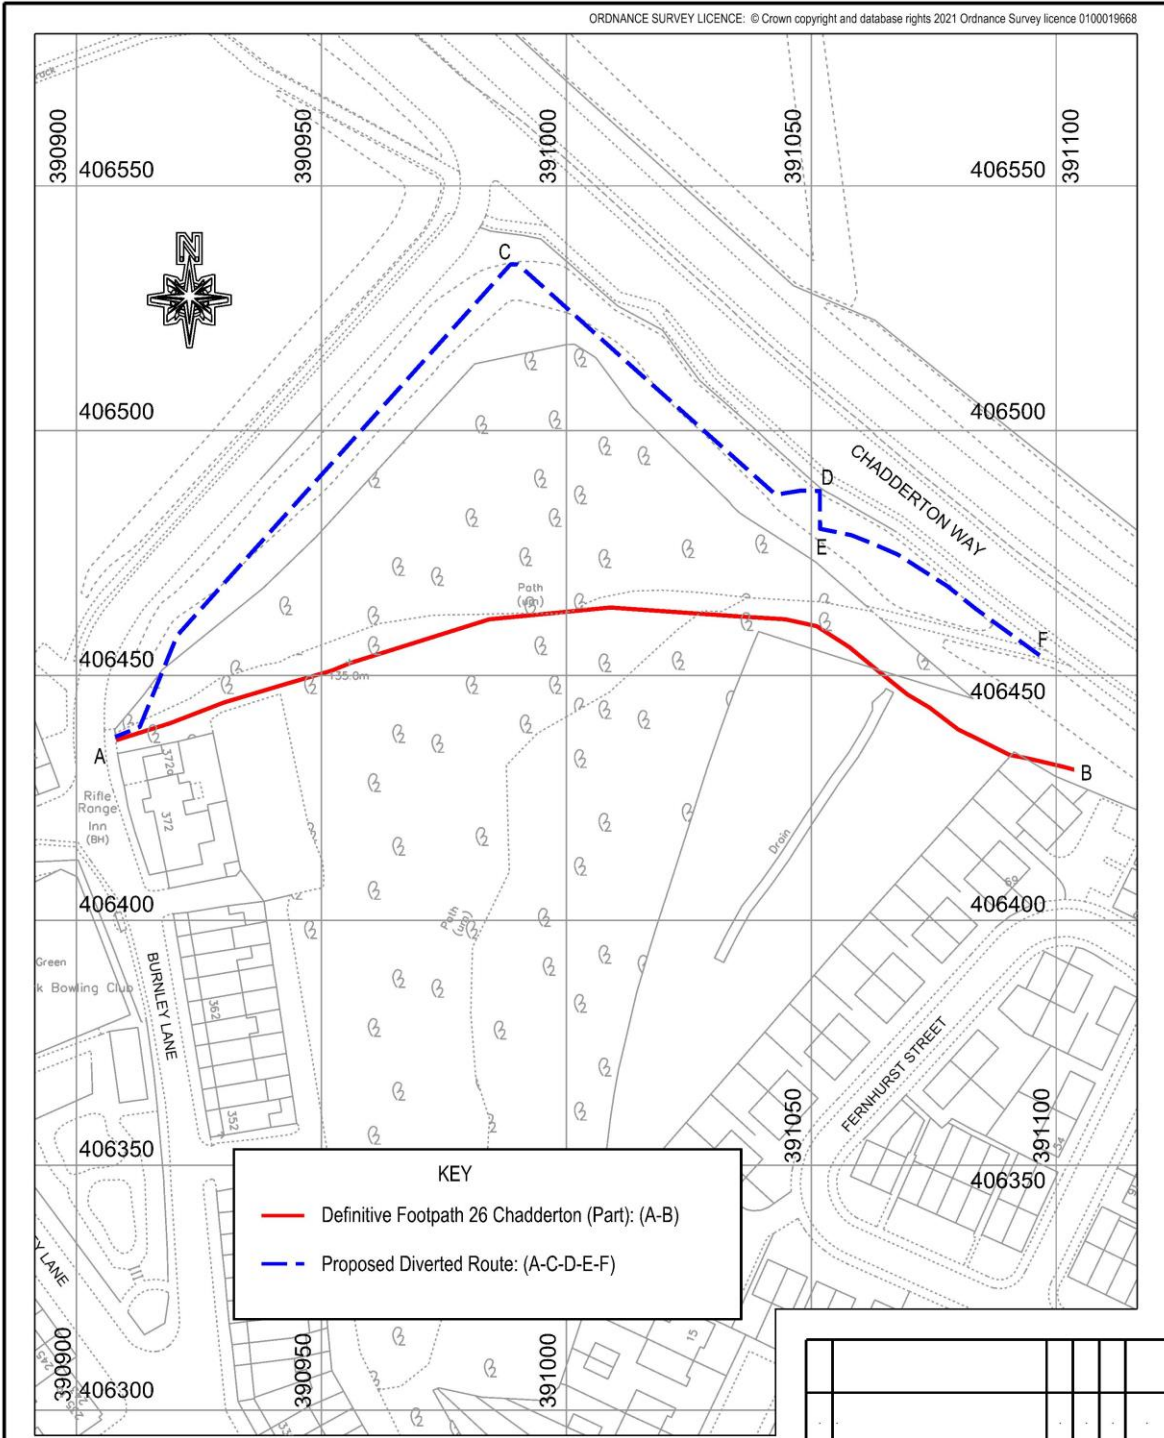 ORDNANCE SURVEY LICENCE: © Crown copyright and database rights 2021 Ordnance Survey licence 0100019668
390900
390950
391000
391050
391100
406550
406550
N
C
406500
406500
D
CHADDERTON WAY
E
Path
(um)
F
406450
406450
A
B
372
Rifle
Range
Inn
(BH)
Drain
69
406400
406400
Path
(um)
Green
k Bowling Club
BURNLEY LANE
362
352
FERNHURST STREET
54
391050
391100
406350
406350
KEY
Definitive Footpath 26 Chadderton (Part): (A-B)
Proposed Diverted Route: (A-C-D-E-F)
Y LANE
15
245
390900
390950
391000
406300